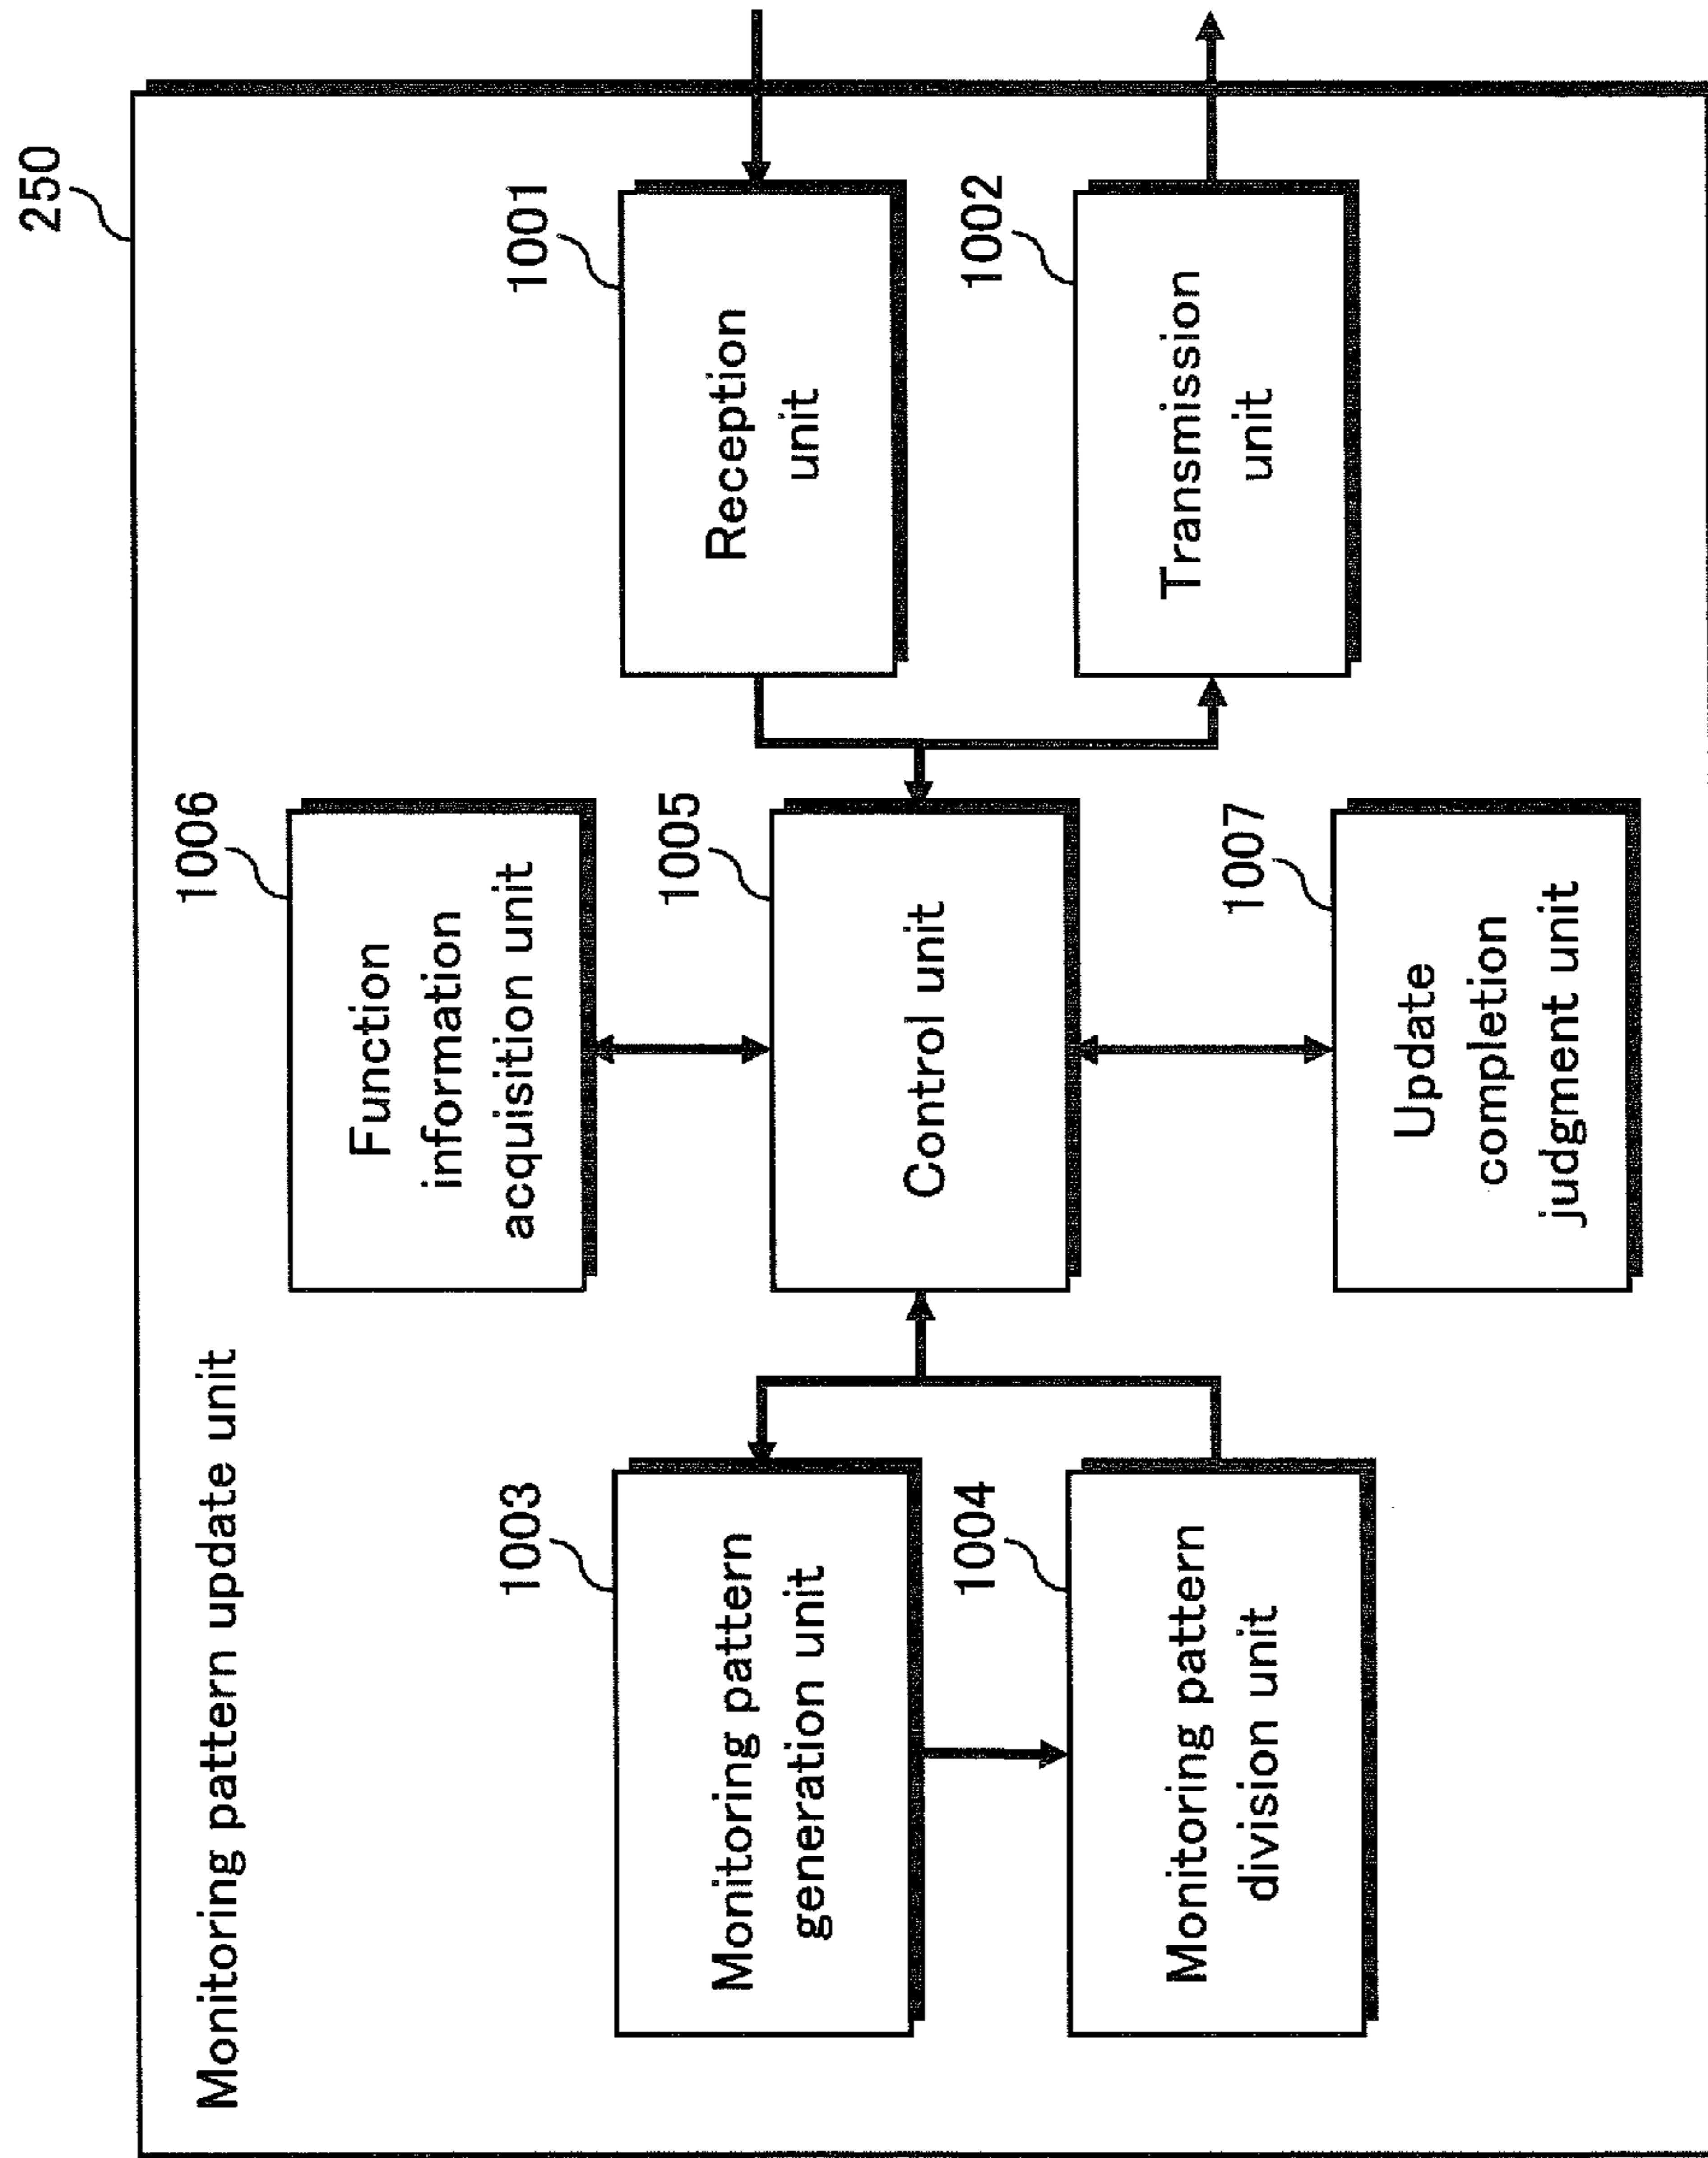 250
Monitoring pattern update unit
1003
Monitoring pattern
generation unit
1004
Monitoring pattern
division unit
1006
Function
information
acquisition unit
1005
Control unit
1007
Update
completion
judgment unit
1001
Reception
unit
1002
Transmission
unit